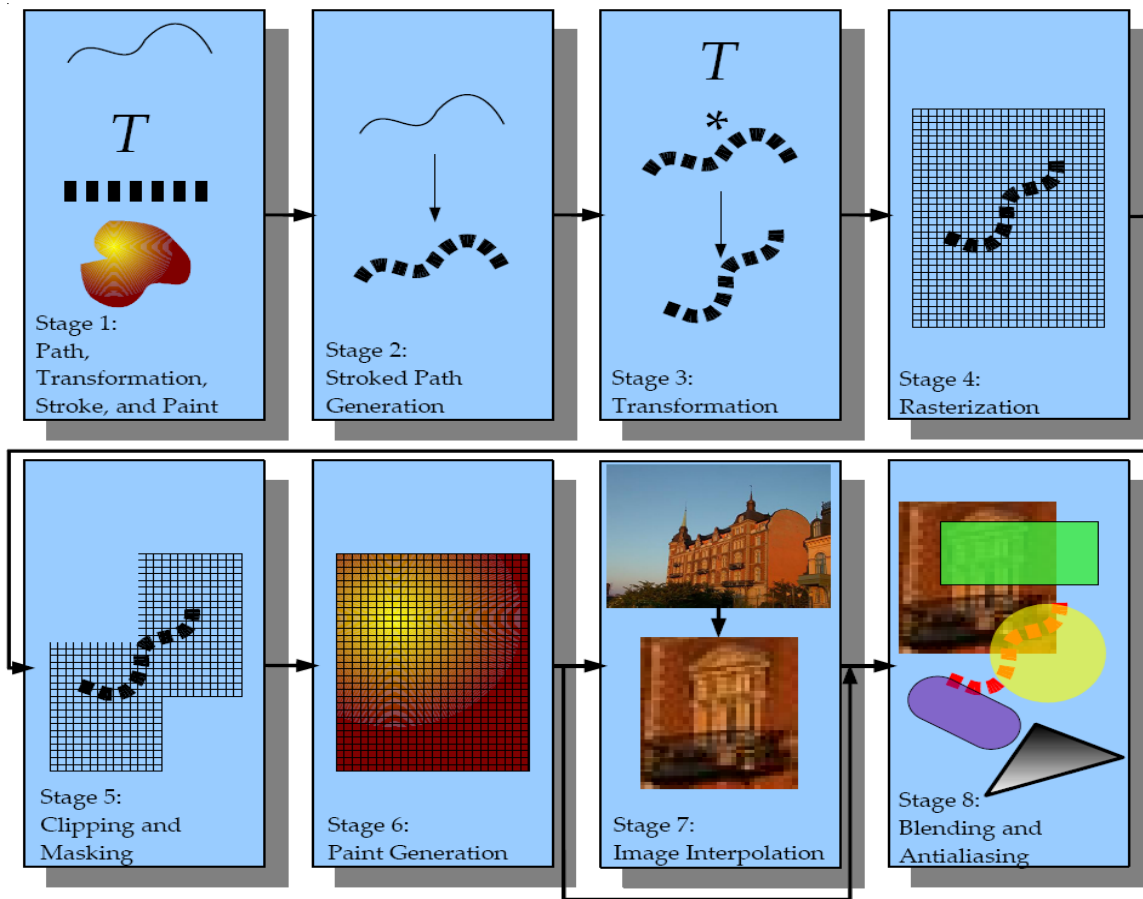 T
Stage 1:
Path,
Transformation,
Stroke, and Paint
Stage 2:
Stroked Path
Generation
T
*
Stage 3:
Transformation
Stage 4:
Rasterization
Stage 5:
Clipping and
Masking
Stage 6:
Paint Generation
Stage 7:
Image Interpolation
Stage 8:
Blending and
Antialiasing